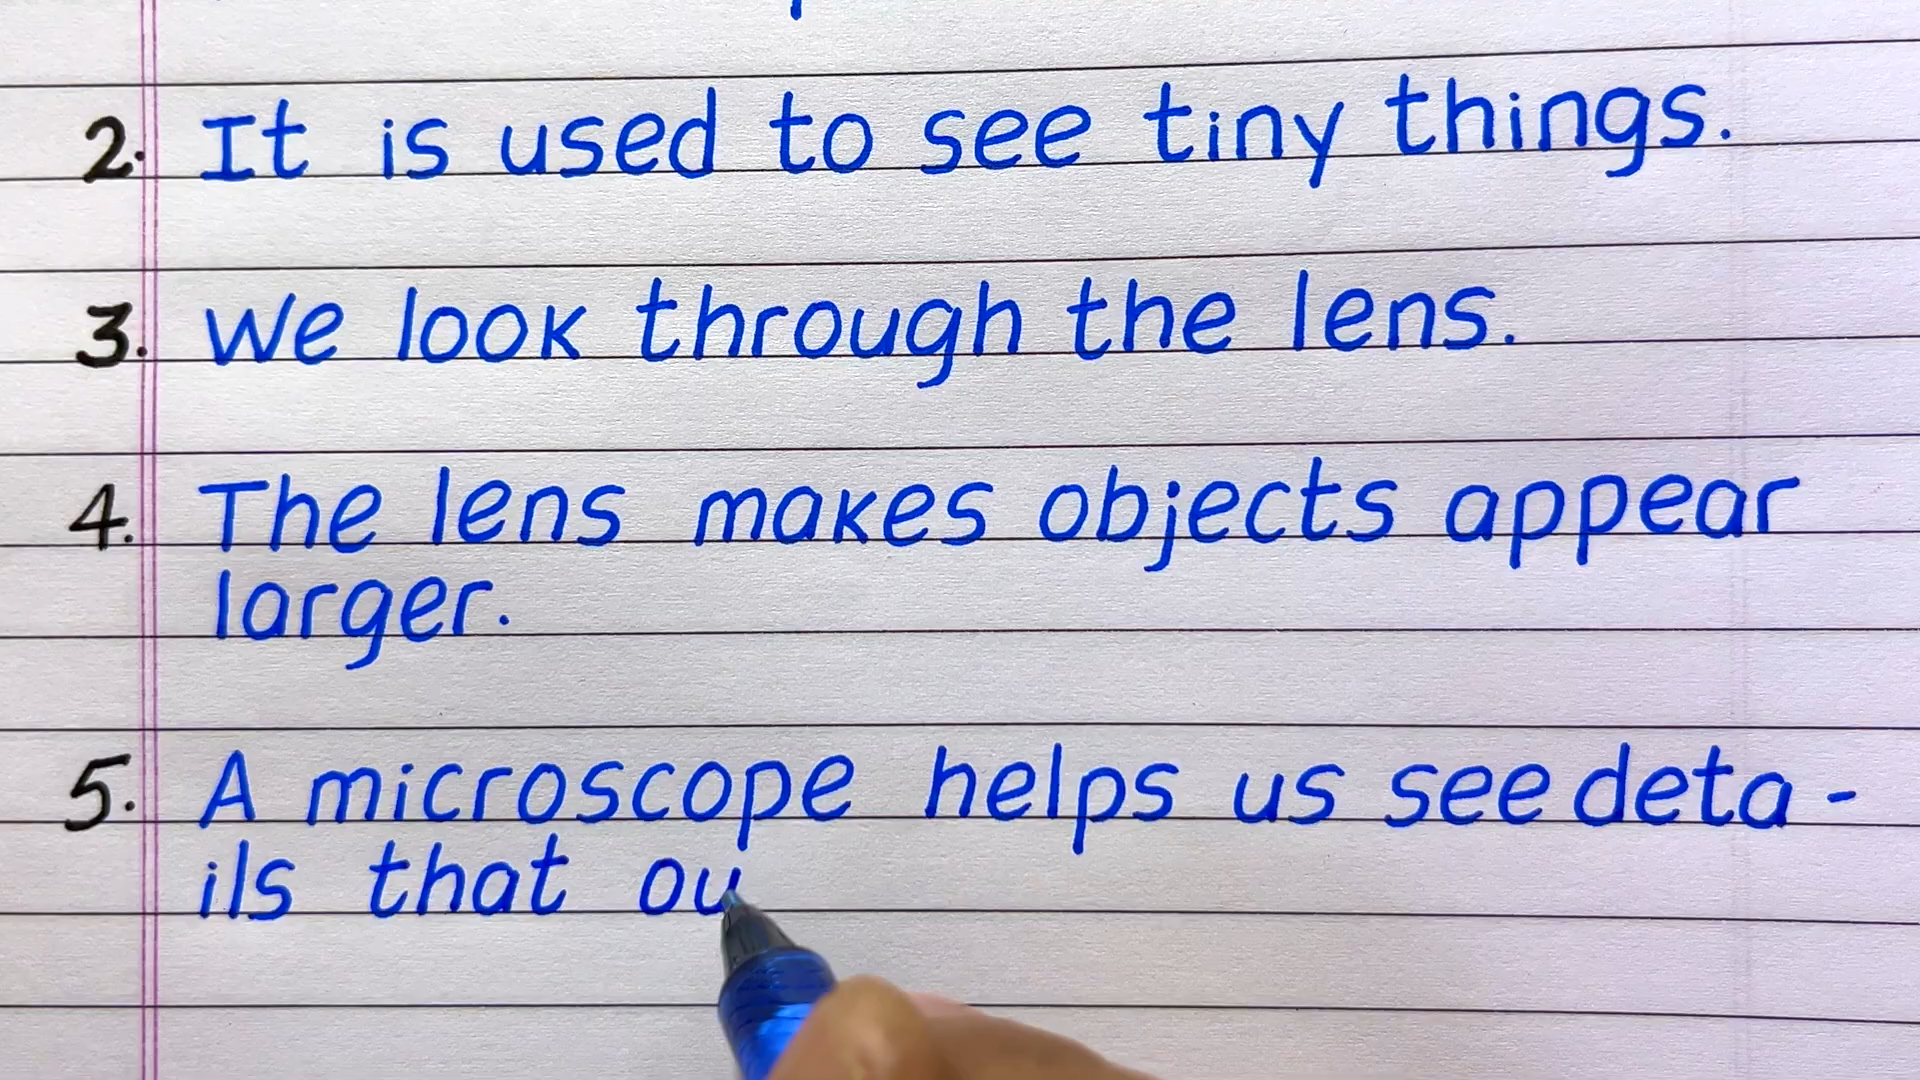 2. It is used to see tiny things.
3. We look through the lens.
4. The lens makes objects appear
larger.
5. A microscope helps us see deta-
ils that ou